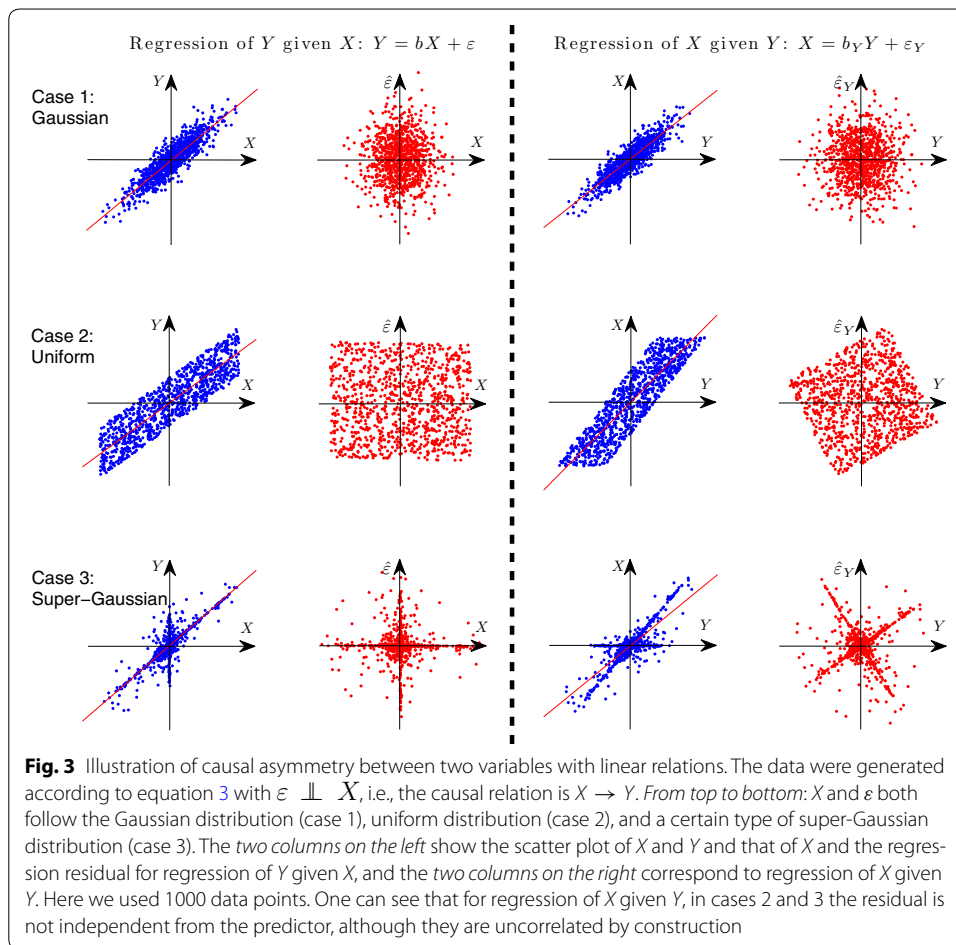 Regression of Y given X: Y = bX + ε
Regression of X given Y: X = b_Y Y + ε_Y
Case 1:
Gaussian
Y
X
ε̂
X
X
Y
ε̂_Y
Y
Case 2:
Uniform
Y
X
ε̂
X
X
Y
ε̂_Y
Y
Case 3:
Super−Gaussian
Y
X
ε̂
X
X
Y
ε̂_Y
Y
Fig. 3 Illustration of causal asymmetry between two variables with linear relations. The data were generated
according to equation 3 with ε ⫫ X, i.e., the causal relation is X → Y. From top to bottom: X and ε both
follow the Gaussian distribution (case 1), uniform distribution (case 2), and a certain type of super-Gaussian
distribution (case 3). The two columns on the left show the scatter plot of X and Y and that of X and the regres-
sion residual for regression of Y given X, and the two columns on the right correspond to regression of X given
Y. Here we used 1000 data points. One can see that for regression of X given Y, in cases 2 and 3 the residual is
not independent from the predictor, although they are uncorrelated by construction